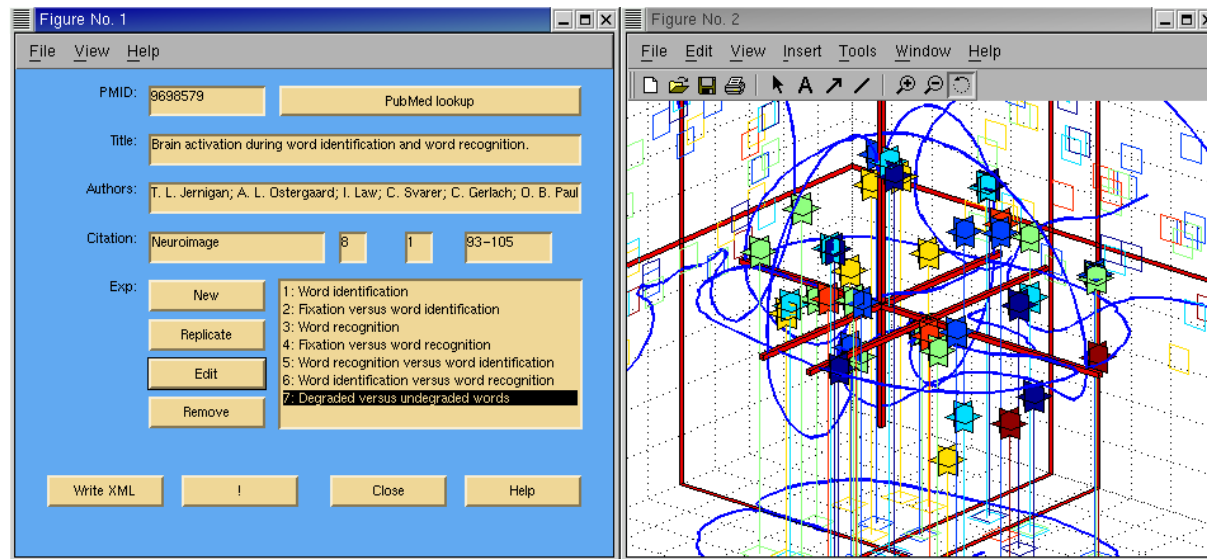 Figure No. 1
File View Help
PMID: 9698579 PubMed lookup
Title: Brain activation during word identification and word recognition.
Authors: T. L. Jernigan; A. L. Ostergaard; I. Law; C. Svarer; C. Gerlach; O. B. Paul
Citation: Neuroimage 8 1 93-105
Exp:
New
Replicate
Edit
Remove
1: Word identification
2: Fixation versus word identification
3: Word recognition
4: Fixation versus word recognition
5: Word recognition versus word identification
6: Word identification versus word recognition
7: Degraded versus undegraded words
Write XML ! Close Help
Figure No. 2
File Edit View Insert Tools Window Help
A